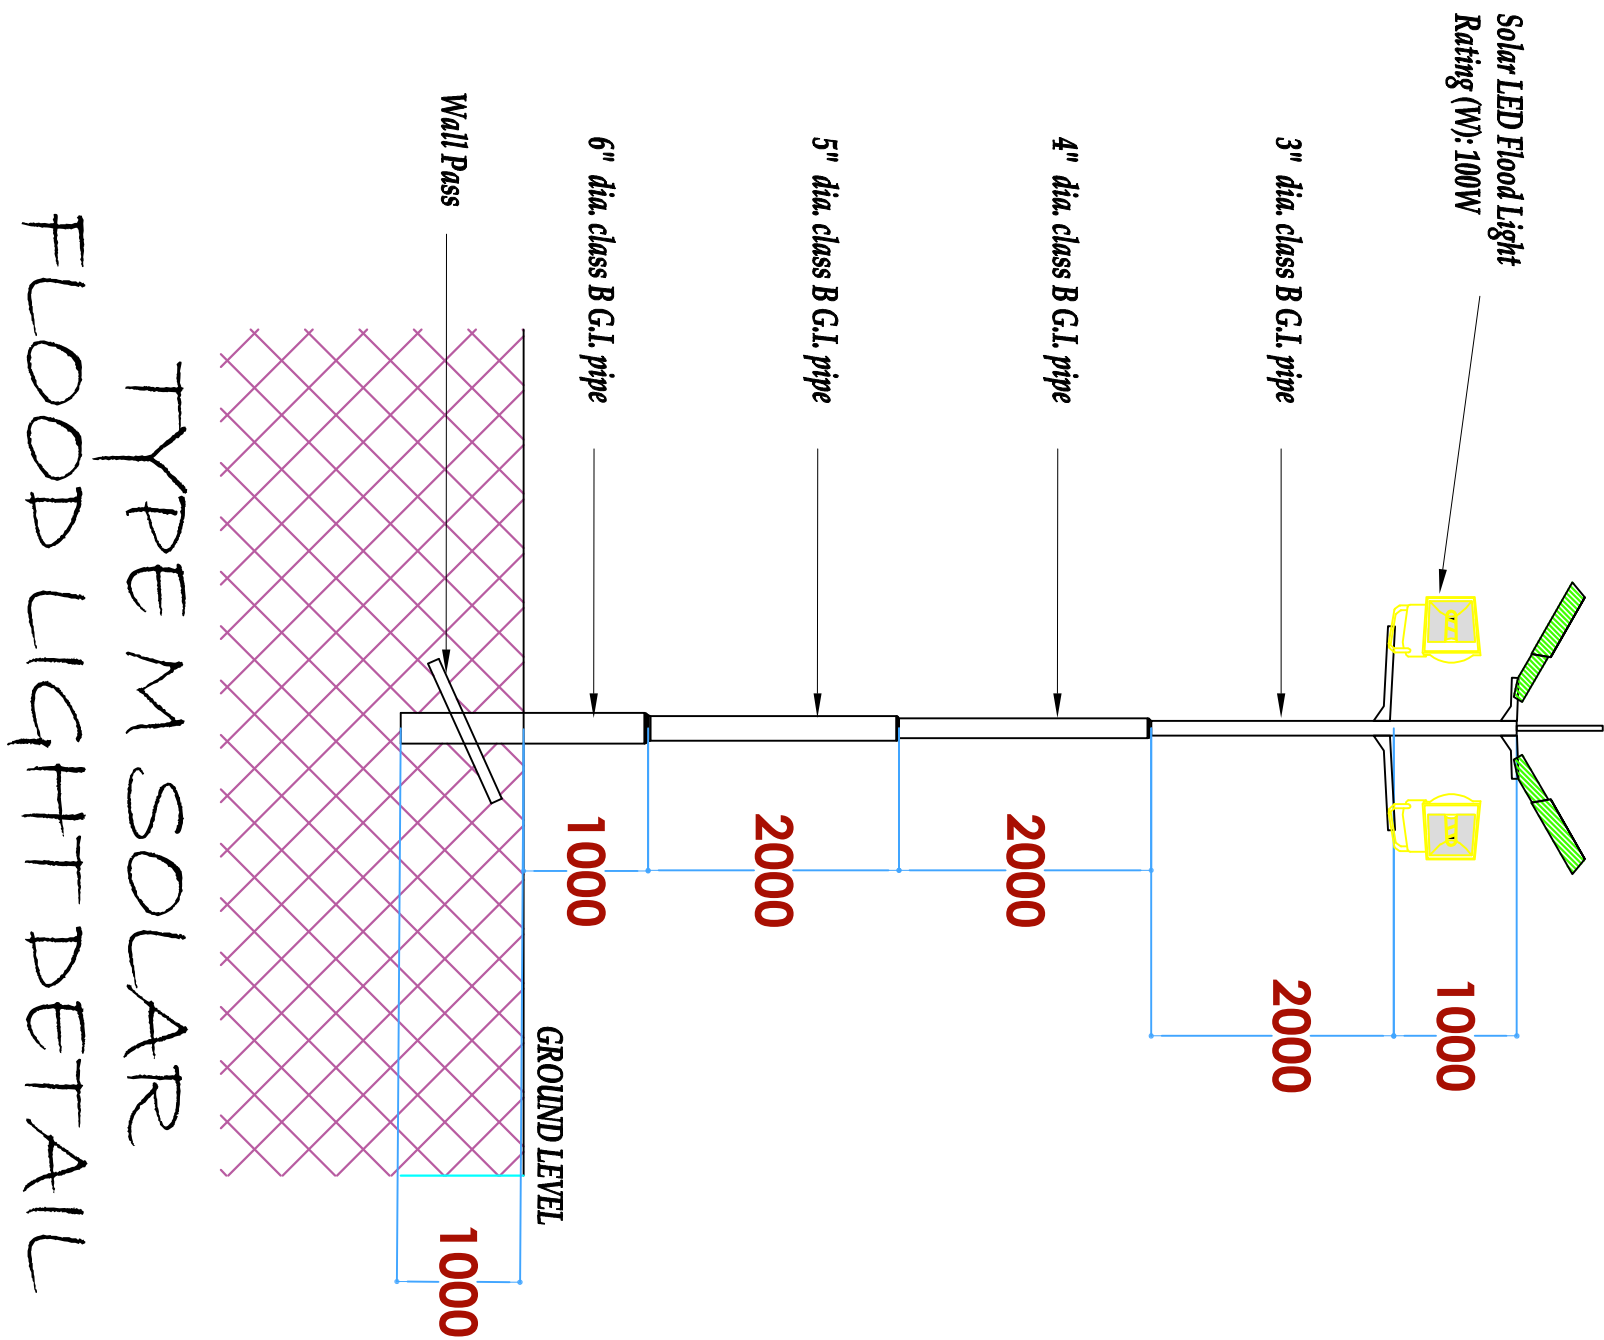 Solar LED Flood Light
Rating (W): 100W
1000
3" dia. class B G.I. pipe
2000
4" dia. class B G.I. pipe
2000
5" dia. class B G.I. pipe
2000
6" dia. class B G.I. pipe
1000
GROUND LEVEL
Wall Pass
1000
TYPE M SOLAR
FLOOD LIGHT DETAIL